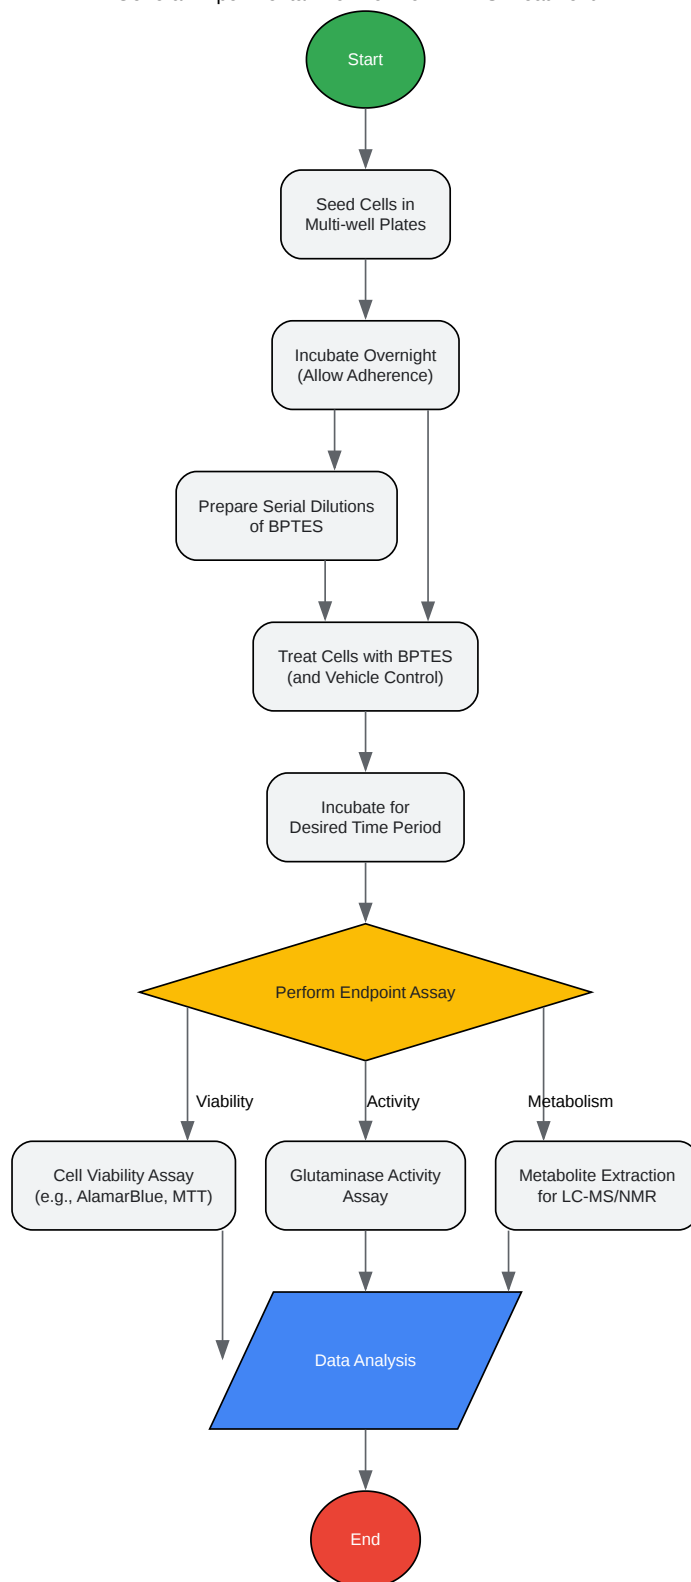 Start
Seed Cells in
Multi-well Plates
Incubate Overnight
(Allow Adherence)
Prepare Serial Dilutions
of BPTES
Treat Cells with BPTES
(and Vehicle Control)
Incubate for
Desired Time Period
Perform Endpoint Assay
Viability
Activity
Metabolism
Cell Viability Assay
(e.g., AlamarBlue, MTT)
Glutaminase Activity
Assay
Metabolite Extraction
for LC-MS/NMR
Data Analysis
End